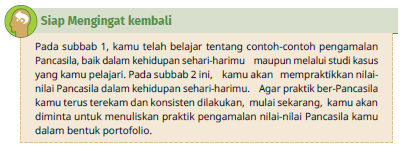 Siap Mengingat kembali
Pada subbab 1, kamu telah belajar tentang contoh-contoh pengamalan
Pancasila, baik dalam kehidupan sehari-harimu maupun melalui studi kasus
yang kamu pelajari. Pada subbab 2 ini, kamu akan mempraktikkan nilai-
nilai Pancasila dalam kehidupan sehari-harimu. Agar praktik ber-Pancasila
kamu terus terekam dan konsisten dilakukan, mulai sekarang, kamu akan
diminta untuk menuliskan praktik pengamalan nilai-nilai Pancasila kamu
dalam bentuk portofolio.